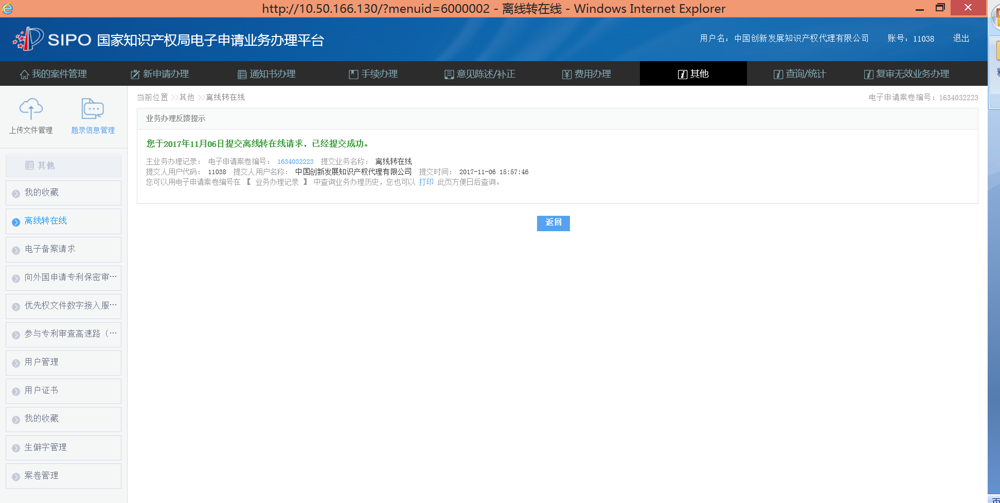 http://10.50.166.130/?menuid=6000002 - 离线转在线 - Windows Internet Explorer
SIPO 国家知识产权局电子申请业务办理平台
用户名：中国创新发展知识产权代理有限公司 账号：11038 退出
我的案件管理 新申请办理 通知书办理 手续办理 意见陈述/补正 费用办理 其他 查询/统计 复审无效业务办理
上传文件管理 题录信息管理
当前位置 >>其他 >>离线转在线
电子申请案卷编号：1634032223
业务办理反馈提示
您于2017年11月06日提交离线转在线请求，已经提交成功。
主业务办理记录： 电子申请案卷编号： 1634032223 提交业务名称： 离线转在线
提交人用户代码： 11038 提交人用户名称： 中国创新发展知识产权代理有限公司 提交时间： 2017-11-06 15:57:46
您可以用电子申请案卷编号在 【 业务办理记录 】 中查询业务办理历史，您也可以 打印 此页方便日后查询。
返回
其他
我的收藏
离线转在线
电子备案请求
向外国申请专利保密审…
优先权文件数字接入服…
参与专利审查高速路（…
用户管理
用户证书
我的收藏
生僻字管理
案卷管理